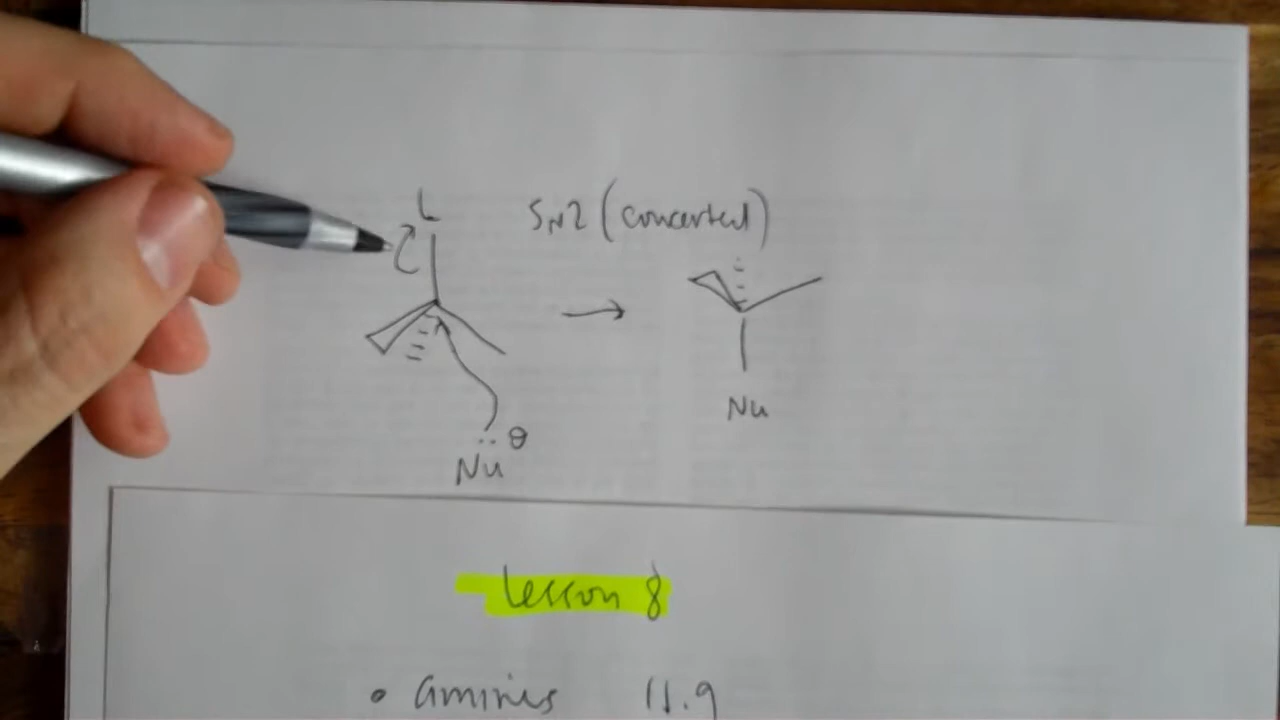 L
SN2 (concerted)
Nu
⊖
Nu
Lesson 8
• amines 11.9